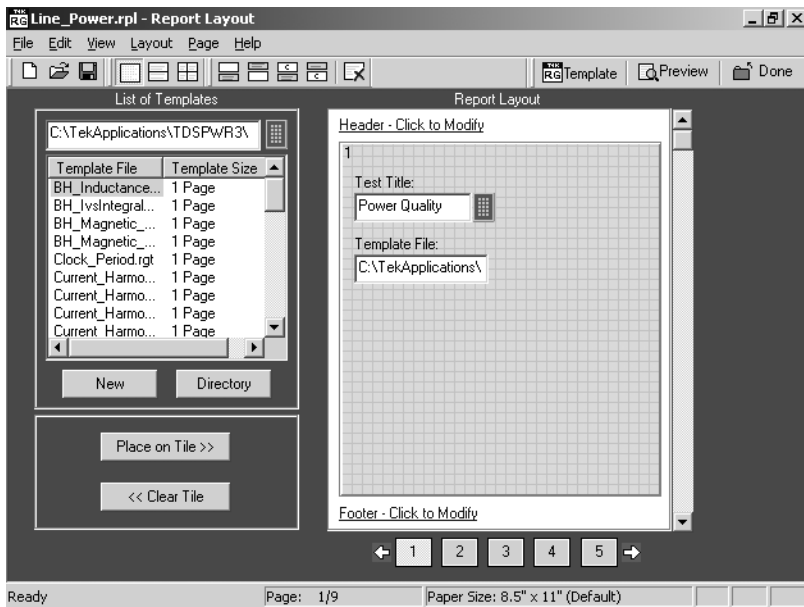 TEK RG Line_Power.rpl - Report Layout
File Edit View Layout Page Help
TEK RG Template Preview Done
List of Templates
C:\TekApplications\TDSPWR3\
Template File Template Size
BH_Inductance... 1 Page
BH_IvsIntegral... 1 Page
BH_Magnetic_... 1 Page
BH_Magnetic_... 1 Page
Clock_Period.rgt 1 Page
Current_Harmo... 1 Page
Current_Harmo... 1 Page
Current_Harmo... 1 Page
Current_Harmo... 1 Page
New Directory
Place on Tile >>
<< Clear Tile
Report Layout
Header - Click to Modify
1
Test Title:
Power Quality
Template File:
C:\TekApplications\
Footer - Click to Modify
1 2 3 4 5
Ready Page: 1/9 Paper Size: 8.5" x 11" (Default)